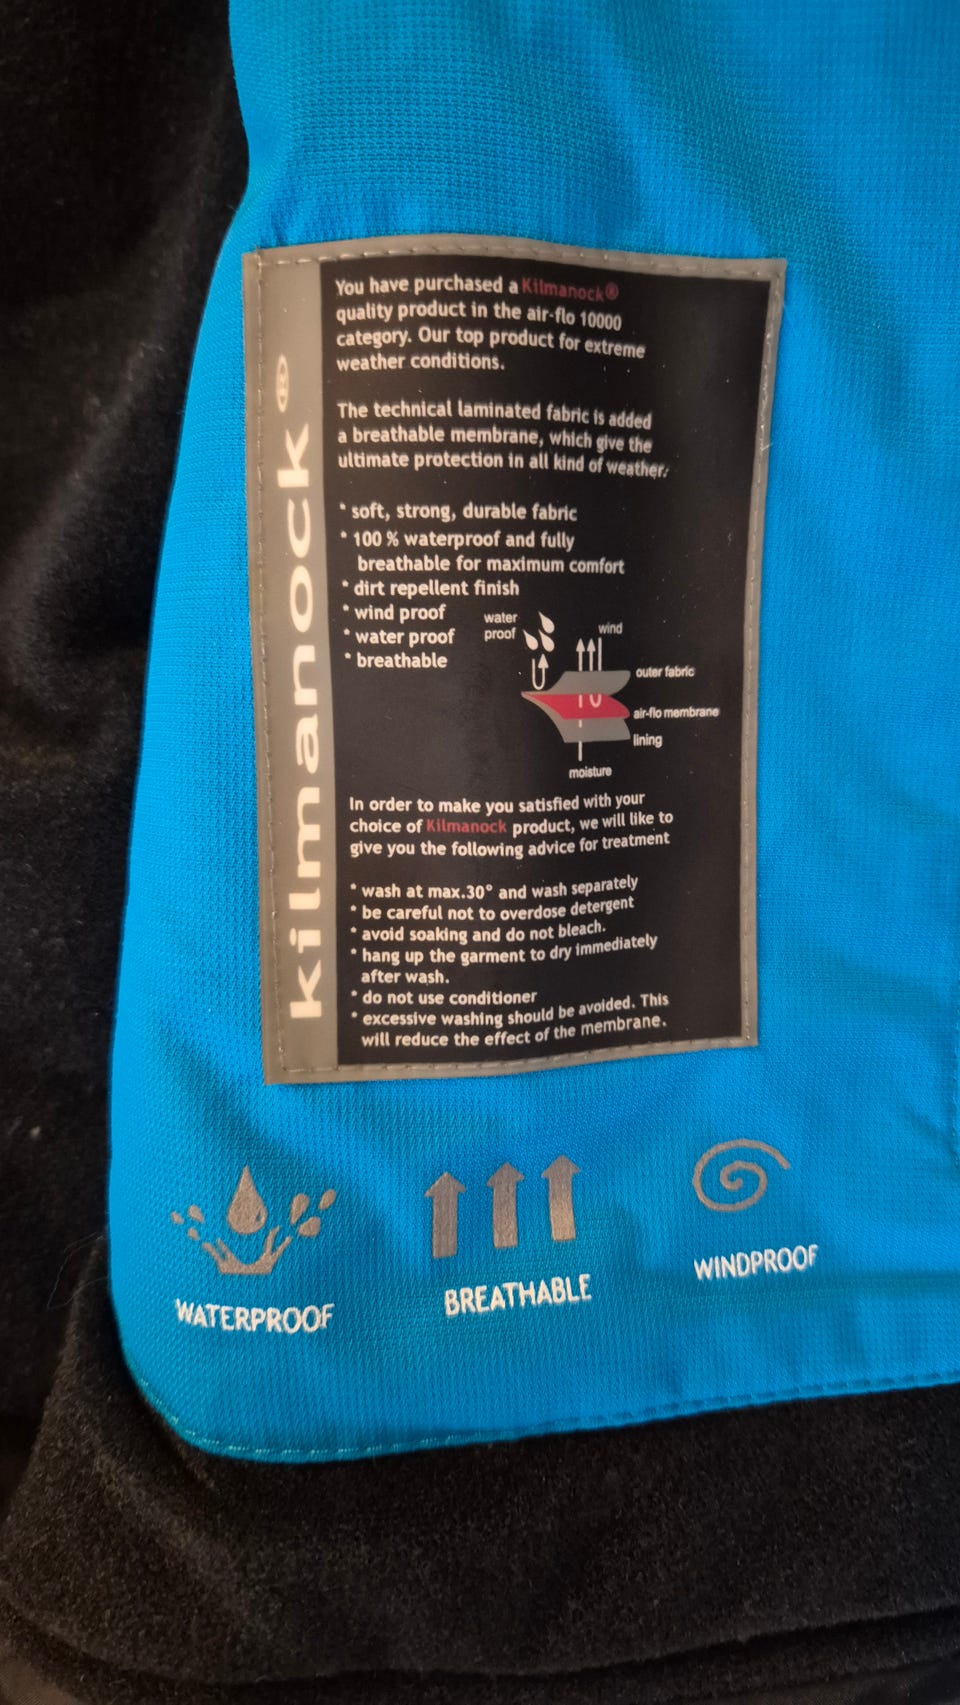 kilmanock®
You have purchased a Kilmanock®
quality product in the air-flo 10000
category. Our top product for extreme
weather conditions.
The technical laminated fabric is added
a breathable membrane, which give the
ultimate protection in all kind of weather.
* soft, strong, durable fabric
* 100 % waterproof and fully
breathable for maximum comfort
* dirt repellent finish
* wind proof
* water proof
* breathable
water
proof
wind
outer fabric
air-flo membrane
lining
moisture
In order to make you satisfied with your
choice of Kilmanock product, we will like to
give you the following advice for treatment
* wash at max.30° and wash separately
* be careful not to overdose detergent
* avoid soaking and do not bleach.
* hang up the garment to dry immediately
after wash.
* do not use conditioner
* excessive washing should be avoided. This
will reduce the effect of the membrane.
WATERPROOF
BREATHABLE
WINDPROOF